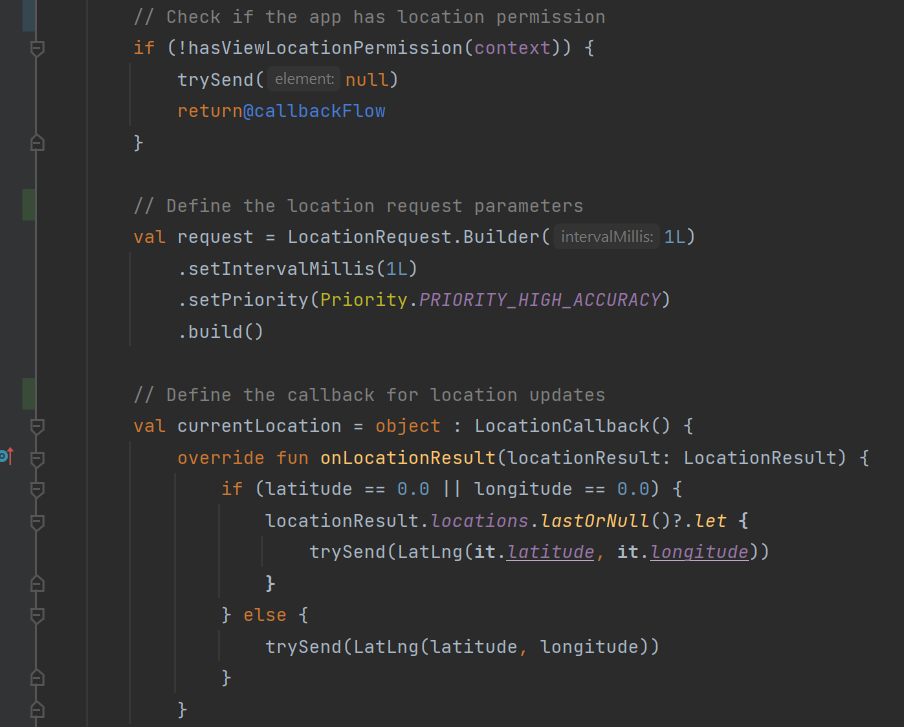 // Check if the app has location permission
if (!hasViewLocationPermission(context)) {
trySend( element: null)
return@callbackFlow
}
// Define the location request parameters
val request = LocationRequest.Builder( intervalMillis: 1L)
.setIntervalMillis(1L)
.setPriority(Priority.PRIORITY_HIGH_ACCURACY)
.build()
// Define the callback for location updates
val currentLocation = object : LocationCallback() {
override fun onLocationResult(locationResult: LocationResult) {
if (latitude == 0.0 || longitude == 0.0) {
locationResult.locations.lastOrNull()?.let {
trySend(LatLng(it.latitude, it.longitude))
}
} else {
trySend(LatLng(latitude, longitude))
}
}